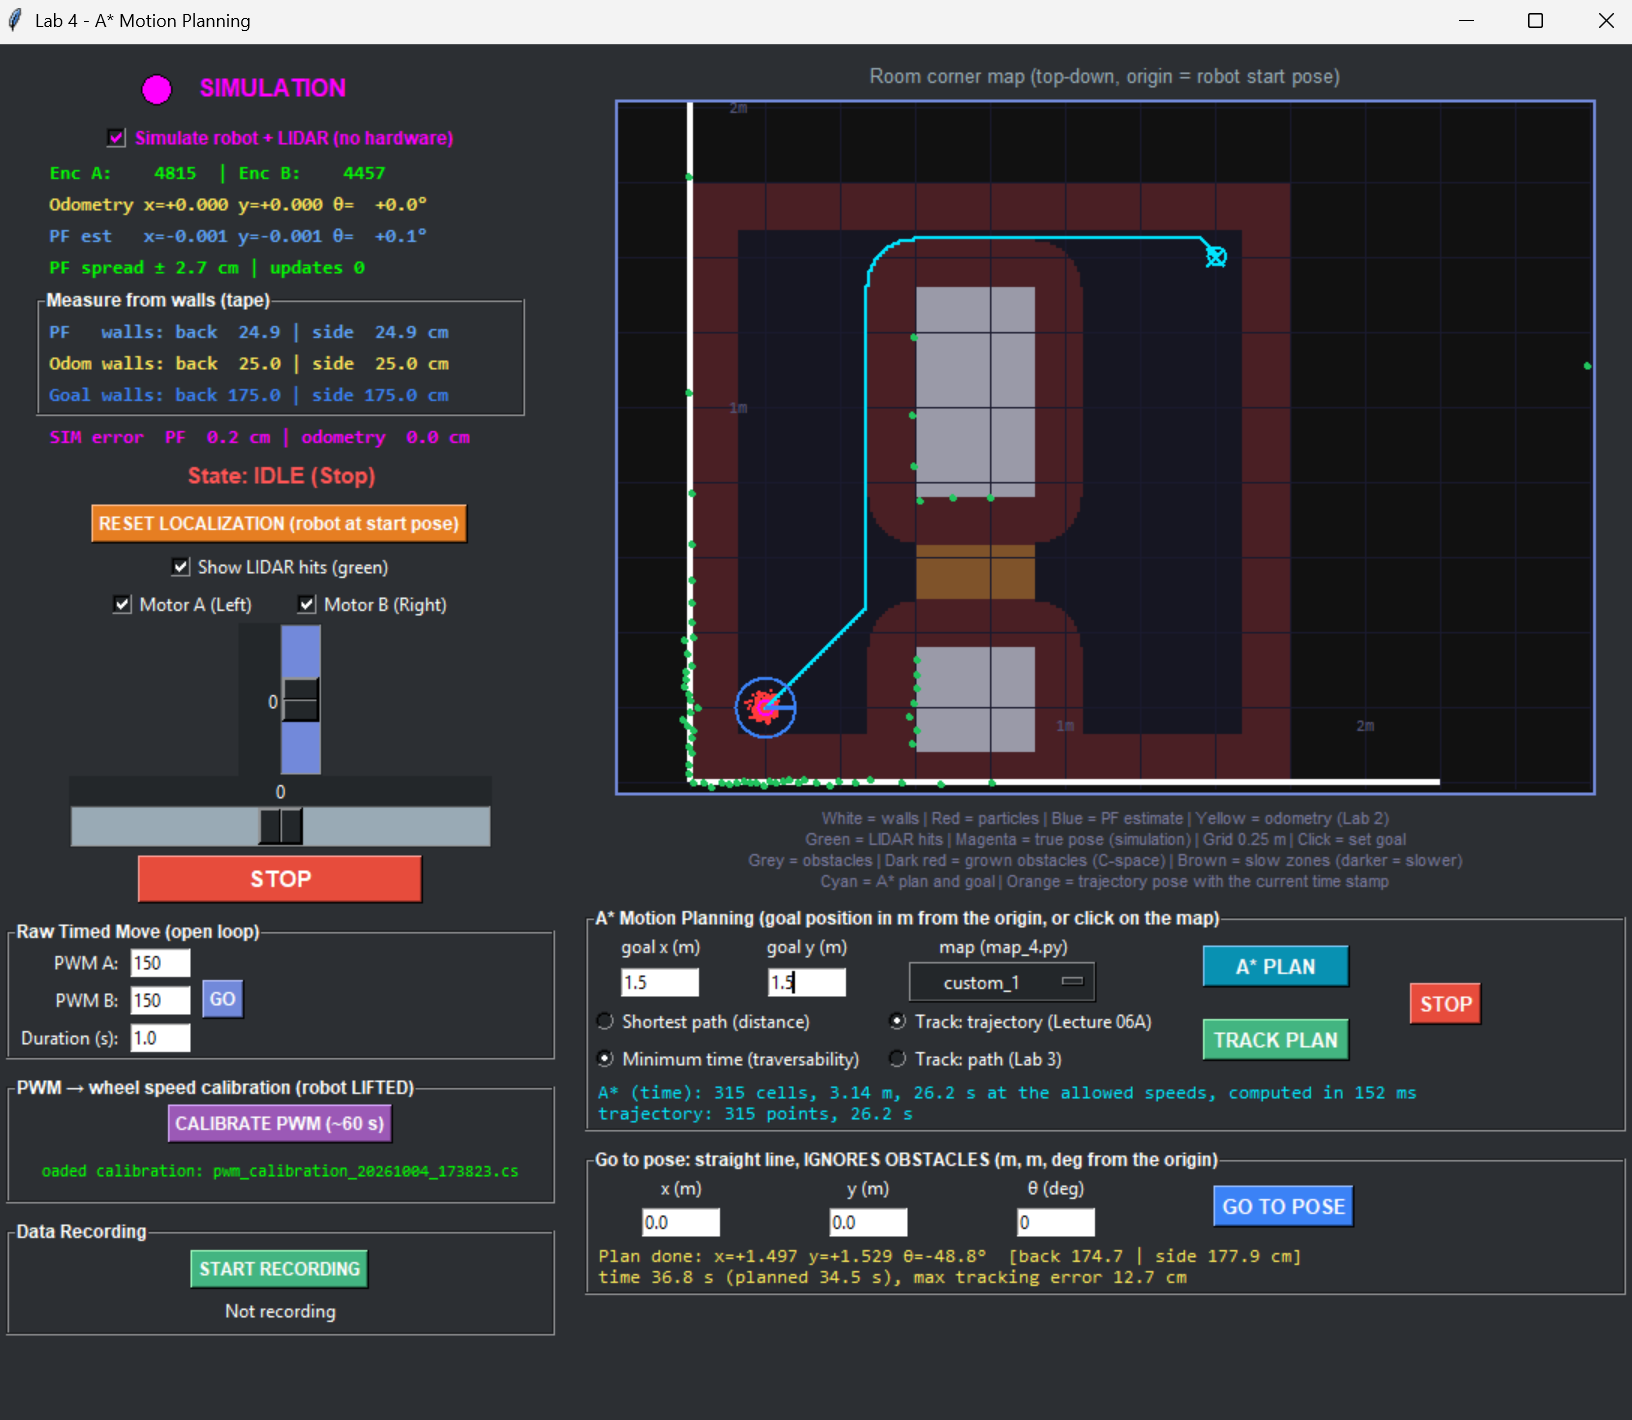 Lab 4 - A* Motion Planning
SIMULATION
Simulate robot + LIDAR (no hardware)
Enc A: 4815 | Enc B: 4457
Odometry x=+0.000 y=+0.000 θ= +0.0°
PF est x=-0.001 y=-0.001 θ= +0.1°
PF spread ± 2.7 cm | updates 0
Measure from walls (tape)
PF walls: back 24.9 | side 24.9 cm
Odom walls: back 25.0 | side 25.0 cm
Goal walls: back 175.0 | side 175.0 cm
SIM error PF 0.2 cm | odometry 0.0 cm
State: IDLE (Stop)
RESET LOCALIZATION (robot at start pose)
Show LIDAR hits (green)
Motor A (Left) Motor B (Right)
0
0
STOP
Raw Timed Move (open loop)
PWM A: 150
PWM B: 150
GO
Duration (s): 1.0
PWM → wheel speed calibration (robot LIFTED)
CALIBRATE PWM (~60 s)
oaded calibration: pwm_calibration_20261004_173823.cs
Data Recording
START RECORDING
Not recording
Room corner map (top-down, origin = robot start pose)
2m
1m
1m 2m
White = walls | Red = particles | Blue = PF estimate | Yellow = odometry (Lab 2)
Green = LIDAR hits | Magenta = true pose (simulation) | Grid 0.25 m | Click = set goal
Grey = obstacles | Dark red = grown obstacles (C-space) | Brown = slow zones (darker = slower)
Cyan = A* plan and goal | Orange = trajectory pose with the current time stamp
A* Motion Planning (goal position in m from the origin, or click on the map)
goal x (m) goal y (m) map (map_4.py)
1.5 1.5 custom_1
A* PLAN
STOP
Shortest path (distance) Track: trajectory (Lecture 06A)
TRACK PLAN
Minimum time (traversability) Track: path (Lab 3)
A* (time): 315 cells, 3.14 m, 26.2 s at the allowed speeds, computed in 152 ms
trajectory: 315 points, 26.2 s
Go to pose: straight line, IGNORES OBSTACLES (m, m, deg from the origin)
x (m) y (m) θ (deg)
0.0 0.0 0
GO TO POSE
Plan done: x=+1.497 y=+1.529 θ=-48.8° [back 174.7 | side 177.9 cm]
time 36.8 s (planned 34.5 s), max tracking error 12.7 cm